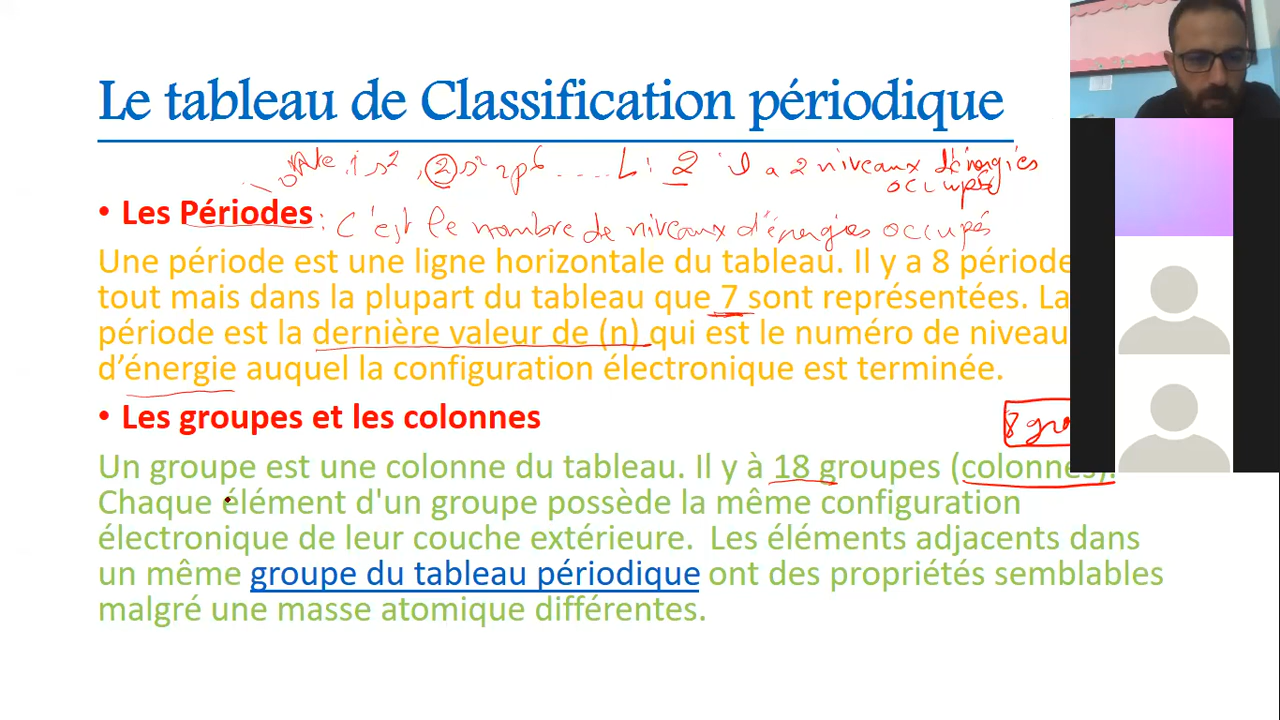 Le tableau de Classification périodique
1s², 2s² 2p⁶ .... L : 2 il a 2 niveaux d'énergies
occupés
• Les Périodes : c'est le nombre de niveaux d'énergies occupés
Une période est une ligne horizontale du tableau. Il y a 8 période
tout mais dans la plupart du tableau que 7 sont représentées. La
période est la dernière valeur de (n) qui est le numéro de niveau
d'énergie auquel la configuration électronique est terminée.
• Les groupes et les colonnes
8
Un groupe est une colonne du tableau. Il y à 18 groupes (colonnes).
Chaque élément d'un groupe possède la même configuration
électronique de leur couche extérieure. Les éléments adjacents dans
un même groupe du tableau périodique ont des propriétés semblables
malgré une masse atomique différentes.